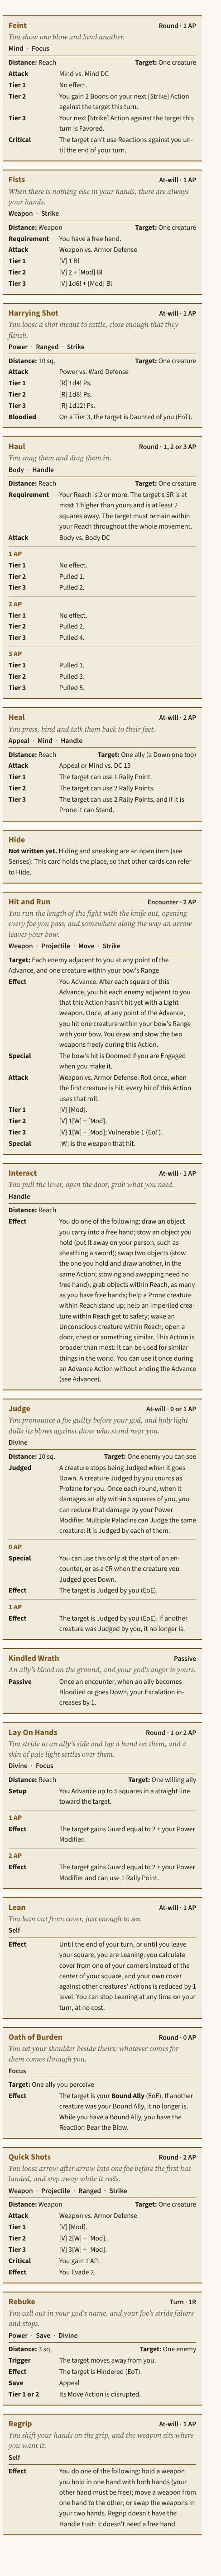 Feint Round · 1 AP
You show one blow and land another.
Mind · Focus
Distance: Reach Target: One creature
Attack Mind vs. Mind DC
Tier 1 No effect.
Tier 2 You gain 2 Boons on your next [Strike] Action
against the target this turn.
Tier 3 Your next [Strike] Action against the target this
turn is Favored.
Critical The target can't use Reactions against you un-
til the end of your turn.
Fists At-will · 1 AP
When there is nothing else in your hands, there are always
your hands.
Weapon · Strike
Distance: Weapon Target: One creature
Requirement You have a free hand.
Attack Weapon vs. Armor Defense
Tier 1 [V] 1 Bl
Tier 2 [V] 2 + [Mod] Bl
Tier 3 [V] 1d6! + [Mod] Bl
Harrying Shot At-will · 1 AP
You loose a shot meant to rattle, close enough that they
flinch.
Power · Ranged · Strike
Distance: 10 sq. Target: One creature
Attack Power vs. Ward Defense
Tier 1 [R] 1d4! Ps.
Tier 2 [R] 1d8! Ps.
Tier 3 [R] 1d12! Ps.
Bloodied On a Tier 3, the target is Daunted of you (EoT).
Haul Round · 1, 2 or 3 AP
You snag them and drag them in.
Body · Handle
Distance: Reach Target: One creature
Requirement Your Reach is 2 or more. The target's SR is at
most 1 higher than yours and is at least 2
squares away. The target must remain within
your Reach throughout the whole movement.
Attack Body vs. Body DC
1 AP
Tier 1 No effect.
Tier 2 Pulled 1.
Tier 3 Pulled 2.
2 AP
Tier 1 No effect.
Tier 2 Pulled 2.
Tier 3 Pulled 4.
3 AP
Tier 1 Pulled 1.
Tier 2 Pulled 3.
Tier 3 Pulled 5.
Heal At-will · 2 AP
You press, bind and talk them back to their feet.
Appeal · Mind · Handle
Distance: Reach Target: One ally (a Down one too)
Attack Appeal or Mind vs. DC 13
Tier 1 The target can use 1 Rally Point.
Tier 2 The target can use 2 Rally Points.
Tier 3 The target can use 2 Rally Points, and if it is
Prone it can Stand.
Hide
Not written yet. Hiding and sneaking are an open item (see
Senses). This card holds the place, so that other cards can refer
to Hide.
Hit and Run Encounter · 2 AP
You run the length of the fight with the knife out, opening
every foe you pass, and somewhere along the way an arrow
leaves your bow.
Weapon · Projectile · Move · Strike
Target: Each enemy adjacent to you at any point of the
Advance, and one creature within your bow's Range
Effect You Advance. After each square of this
Advance, you hit each enemy adjacent to you
that this Action hasn't hit yet with a Light
weapon. Once, at any point of the Advance,
you hit one creature within your bow's Range
with your bow. You draw and stow the two
weapons freely during this Action.
Special The bow's hit is Doomed if you are Engaged
when you make it.
Attack Weapon vs. Armor Defense. Roll once, when
the first creature is hit: every hit of this Action
uses that roll.
Tier 1 [V] [Mod].
Tier 2 [V] 1[W] + [Mod].
Tier 3 [V] 1[W] + [Mod]; Vulnerable 1 (EoT).
Special [W] is the weapon that hit.
Interact At-will · 1 AP
You pull the lever, open the door, grab what you need.
Handle
Distance: Reach
Effect You do one of the following: draw an object
you carry into a free hand; stow an object you
hold (put it away on your person, such as
sheathing a sword); swap two objects (stow
the one you hold and draw another, in the
same Action; stowing and swapping need no
free hand); grab objects within Reach, as many
as you have free hands; help a Prone creature
within Reach stand up; help an Imperiled crea-
ture within Reach get to safety; wake an
Unconscious creature within Reach; open a
door, chest or something similar. This Action is
broader than most: it can be used for similar
things in the world. You can use it once during
an Advance Action without ending the Advance
(see Advance).
Judge At-will · 0 or 1 AP
You pronounce a foe guilty before your god, and holy light
dulls its blows against those who stand near you.
Divine
Distance: 10 sq. Target: One enemy you can see
Judged A creature stops being Judged when it goes
Down. A creature Judged by you counts as
Profane for you. Once each round, when it
damages an ally within 5 squares of you, you
can reduce that damage by your Power
Modifier. Multiple Paladins can Judge the same
creature: it is Judged by each of them.
0 AP
Special You can use this only at the start of an en-
counter, or as a 0R when the creature you
Judged goes Down.
Effect The target is Judged by you (EoE).
1 AP
Effect The target is Judged by you (EoE). If another
creature was Judged by you, it no longer is.
Kindled Wrath Passive
An ally's blood on the ground, and your god's anger is yours.
Passive Once an encounter, when an ally becomes
Bloodied or goes Down, your Escalation in-
creases by 1.
Lay On Hands Round · 1 or 2 AP
You stride to an ally's side and lay a hand on them, and a
skin of pale light settles over them.
Divine · Focus
Distance: Reach Target: One willing ally
Setup You Advance up to 5 squares in a straight line
toward the target.
1 AP
Effect The target gains Guard equal to 2 + your Power
Modifier.
2 AP
Effect The target gains Guard equal to 2 + your Power
Modifier and can use 1 Rally Point.
Lean At-will · 1 AP
You lean out from cover, just enough to see.
Self
Effect Until the end of your turn, or until you leave
your square, you are Leaning: you calculate
cover from one of your corners instead of the
center of your square, and your own cover
against other creatures' Actions is reduced by 1
level. You can stop Leaning at any time on your
turn, at no cost.
Oath of Burden Round · 0 AP
You set your shoulder beside theirs: whatever comes for
them comes through you.
Focus
Target: One ally you perceive
Effect The target is your Bound Ally (EoE). If another
creature was your Bound Ally, it no longer is.
While you have a Bound Ally, you have the
Reaction Bear the Blow.
Quick Shots Round · 2 AP
You loose arrow after arrow into one foe before the first has
landed, and step away while it reels.
Weapon · Projectile · Ranged · Strike
Distance: Weapon Target: One creature
Attack Weapon vs. Armor Defense
Tier 1 [V] [Mod].
Tier 2 [V] 2[W] + [Mod].
Tier 3 [V] 3[W] + [Mod].
Critical You gain 1 AP.
Effect You Evade 2.
Rebuke Turn · 1R
You call out in your god's name, and your foe's stride falters
and stops.
Power · Save · Divine
Distance: 3 sq. Target: One enemy
Trigger The target moves away from you.
Effect The target is Hindered (EoT).
Save Appeal
Tier 1 or 2 Its Move Action is disrupted.
Regrip At-will · 1 AP
You shift your hands on the grip, and the weapon sits where
you want it.
Self
Effect You do one of the following: hold a weapon
you hold in one hand with both hands (your
other hand must be free); move a weapon from
one hand to the other; or swap the weapons in
your two hands. Regrip doesn't have the
Handle trait: it doesn't need a free hand.